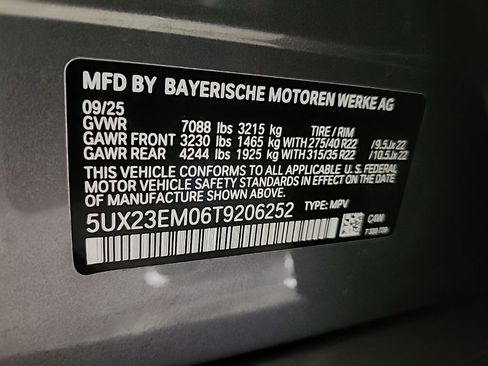 MFD BY BAYERISCHE MOTOREN WERKE AG
09/25
GVWR 7088 lbs 3215 kg TIRE / RIM
GAWR FRONT 3230 lbs 1465 kg WITH 275/40 R22 / 9.5Jx22
GAWR REAR 4244 lbs 1925 kg WITH 315/35 R22 / 10.5Jx22
THIS VEHICLE CONFORMS TO ALL APPLICABLE U. S. FEDERAL
MOTOR VEHICLE SAFETY STANDARDS IN EFFECT ON THE DATE
OF MANUFACTURE SHOWN ABOVE.
5UX23EM06T9206252 TYPE: MPV
C4W